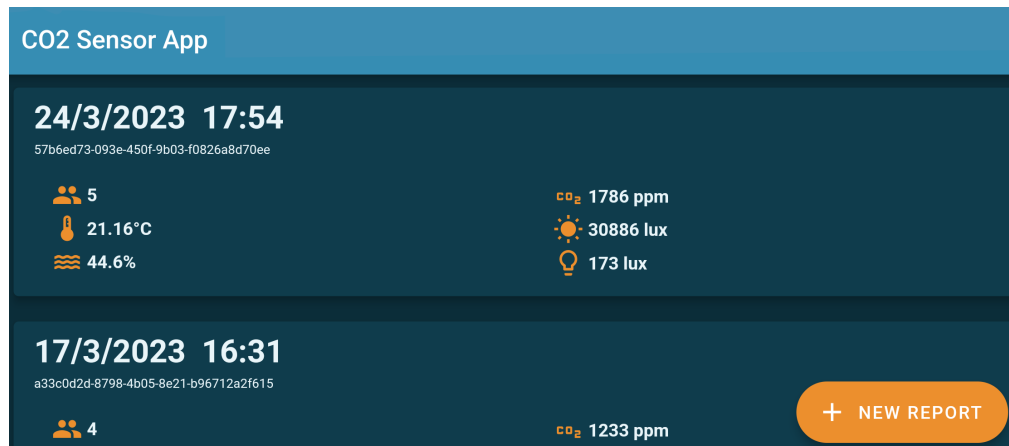 CO2 Sensor App
24/3/2023 17:54
57b6ed73-093e-450f-9b03-f0826a8d70ee
5
CO₂ 1786 ppm
21.16°C
30886 lux
44.6%
173 lux
17/3/2023 16:31
a33c0d2d-8798-4b05-8e21-b96712a2f615
4
CO₂ 1233 ppm
+ NEW REPORT